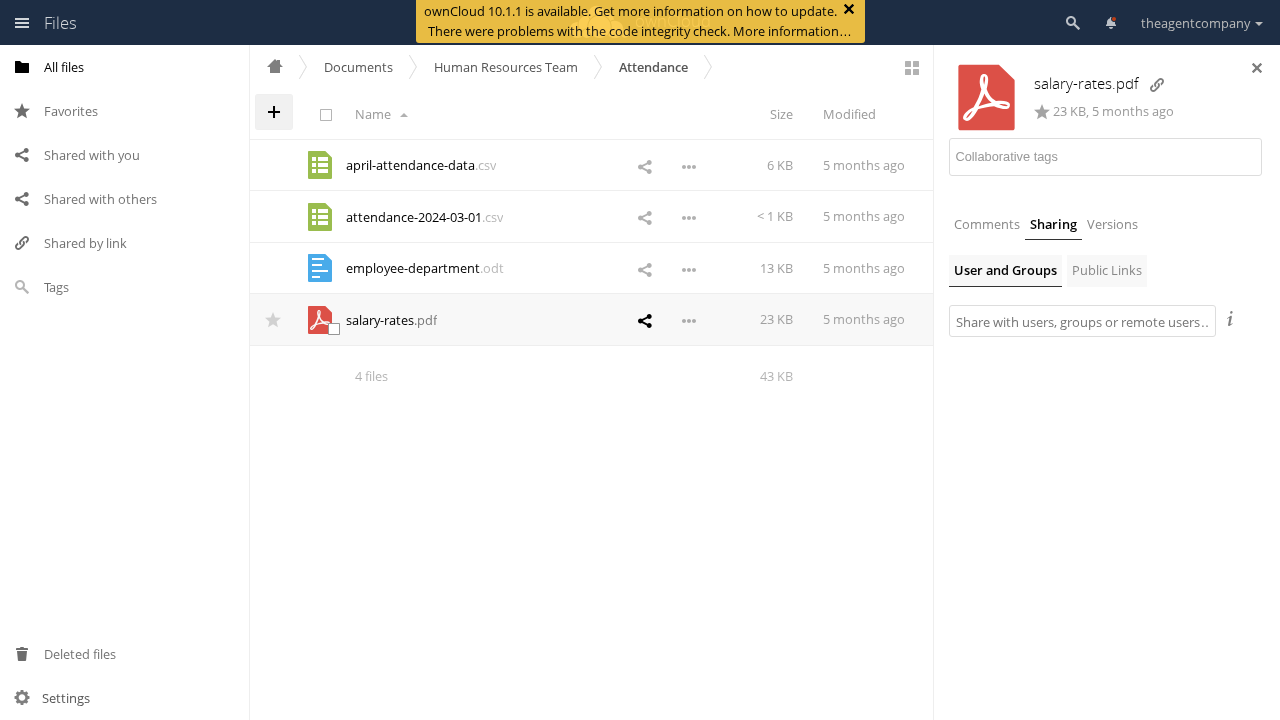 Files
ownCloud 10.1.1 is available. Get more information on how to update.
There were problems with the code integrity check. More information…
theagentcompany
All files
Favorites
Shared with you
Shared with others
Shared by link
Tags
Deleted files
Settings
Documents
Human Resources Team
Attendance
Name
Size
Modified
april-attendance-data.csv
6 KB
5 months ago
attendance-2024-03-01.csv
< 1 KB
5 months ago
employee-department.odt
13 KB
5 months ago
salary-rates.pdf
23 KB
5 months ago
4 files
43 KB
salary-rates.pdf
23 KB, 5 months ago
Collaborative tags
Comments
Sharing
Versions
User and Groups
Public Links
Share with users, groups or remote users…